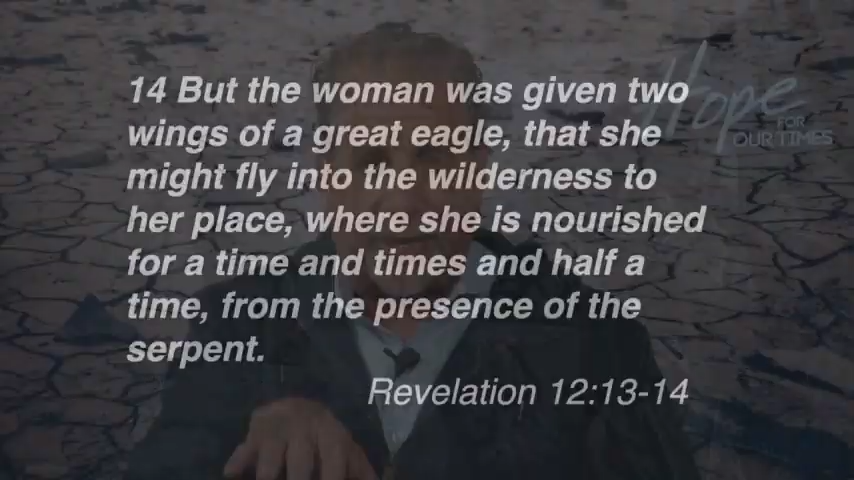 14 But the woman was given two
wings of a great eagle, that she
might fly into the wilderness to
her place, where she is nourished
for a time and times and half a
time, from the presence of the
serpent.
Revelation 12:13-14
Hope
FOR
OUR TIMES